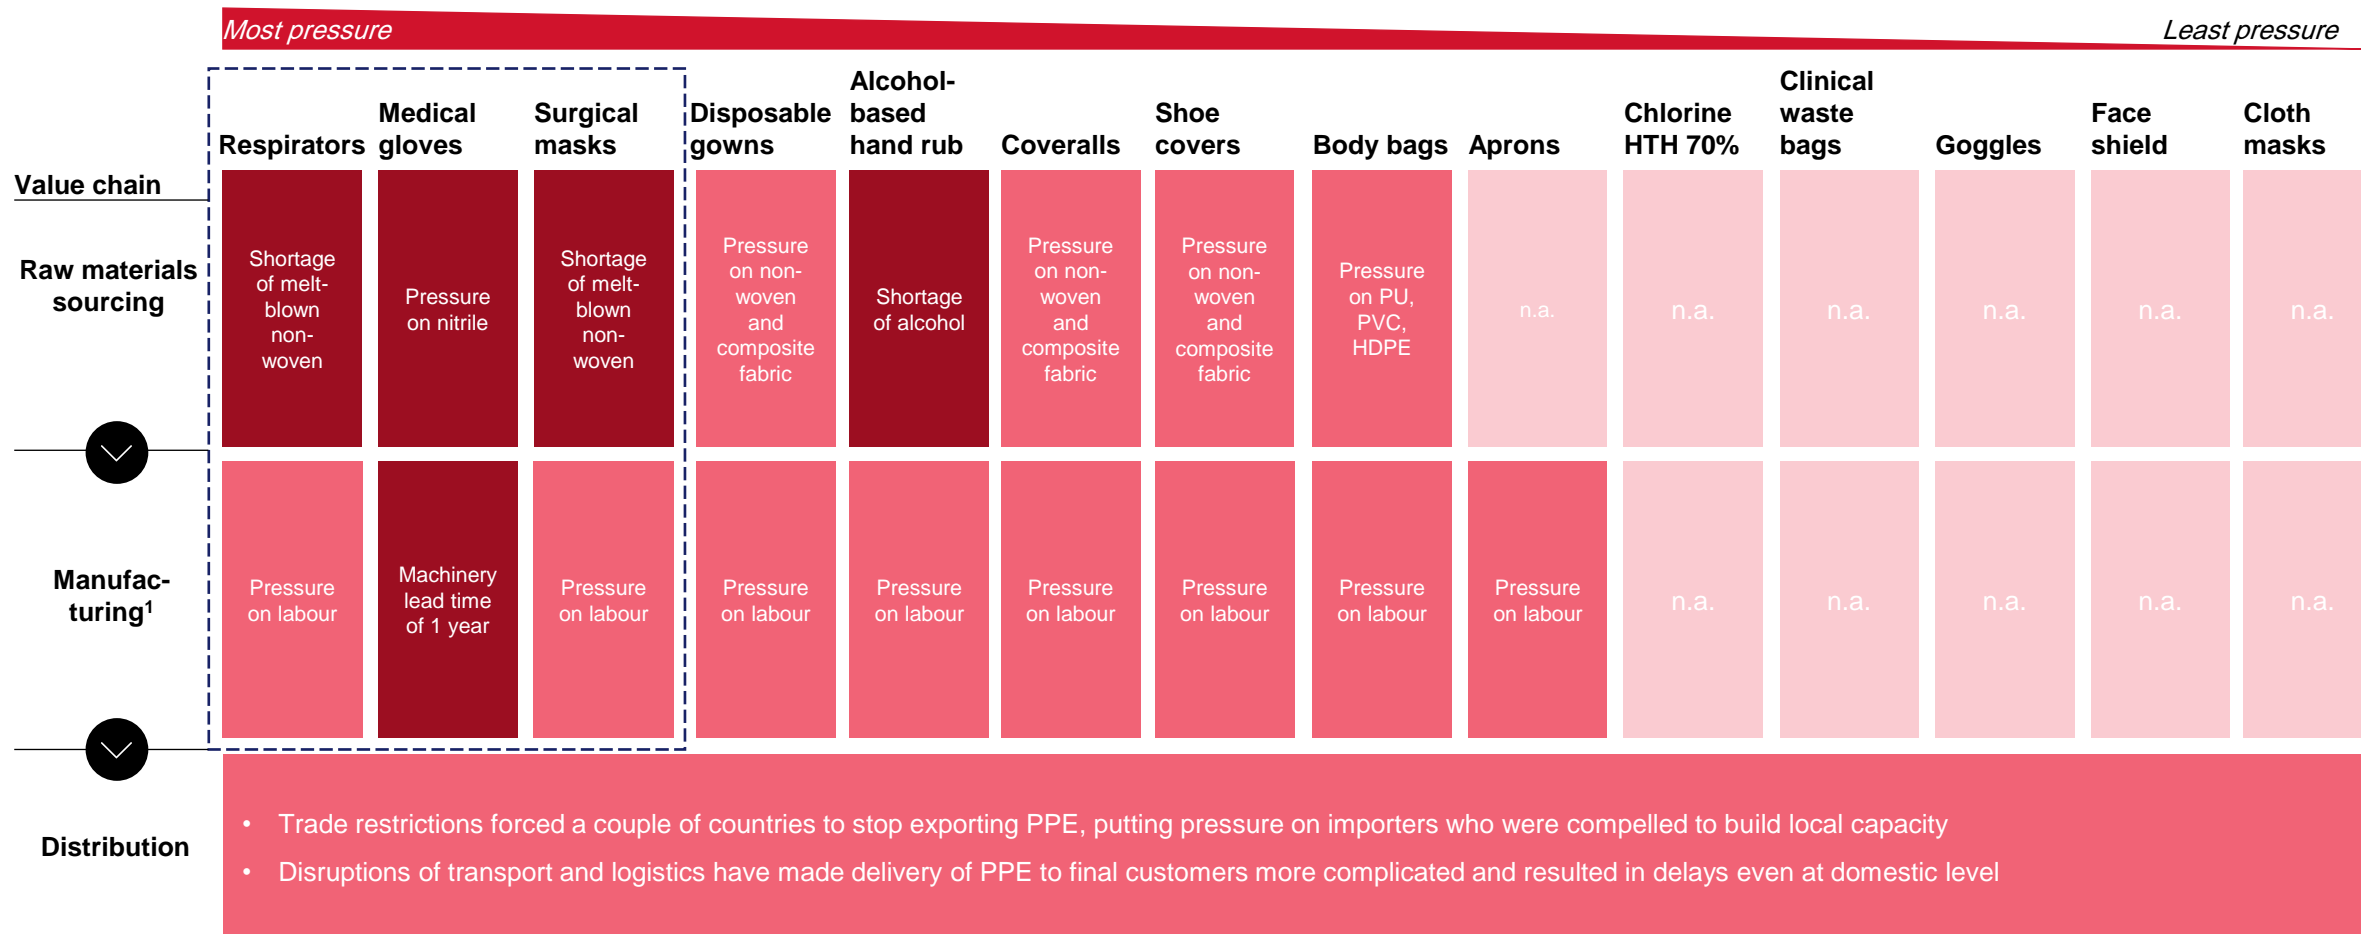 Most pressure
Least pressure
Respirators
Medical
gloves
Surgical
masks
Disposable
gowns
Alcohol-
based
hand rub
Coveralls
Shoe
covers
Body bags
Aprons
Chlorine
HTH 70%
Clinical
waste
bags
Goggles
Face
shield
Cloth
masks
Value chain
Raw materials
sourcing
Shortage
of melt-
blown
non-
woven
Pressure
on nitrile
Shortage
of melt-
blown
non-
woven
Pressure
on non-
woven
and
composite
fabric
Shortage
of alcohol
Pressure
on non-
woven
and
composite
fabric
Pressure
on non-
woven
and
composite
fabric
Pressure
on PU,
PVC,
HDPE
n.a.
n.a.
n.a.
n.a.
n.a.
n.a.
Manufac-
turing¹
Pressure
on labour
Machinery
lead time
of 1 year
Pressure
on labour
Pressure
on labour
Pressure
on labour
Pressure
on labour
Pressure
on labour
Pressure
on labour
Pressure
on labour
n.a.
n.a.
n.a.
n.a.
n.a.
Distribution
• Trade restrictions forced a couple of countries to stop exporting PPE, putting pressure on importers who were compelled to build local capacity
• Disruptions of transport and logistics have made delivery of PPE to final customers more complicated and resulted in delays even at domestic level